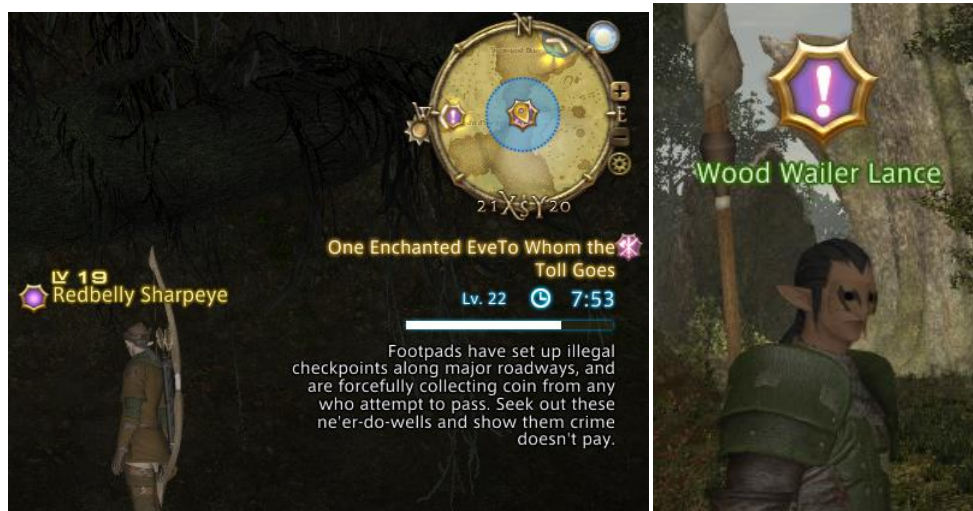 N
W
E
21 X Y 20
One Enchanted EveTo Whom the
Toll Goes
LV 19
Redbelly Sharpeye
Lv. 22 7:53
Footpads have set up illegal
checkpoints along major roadways, and
are forcefully collecting coin from any
who attempt to pass. Seek out these
ne'er-do-wells and show them crime
doesn't pay.
Wood Wailer Lance